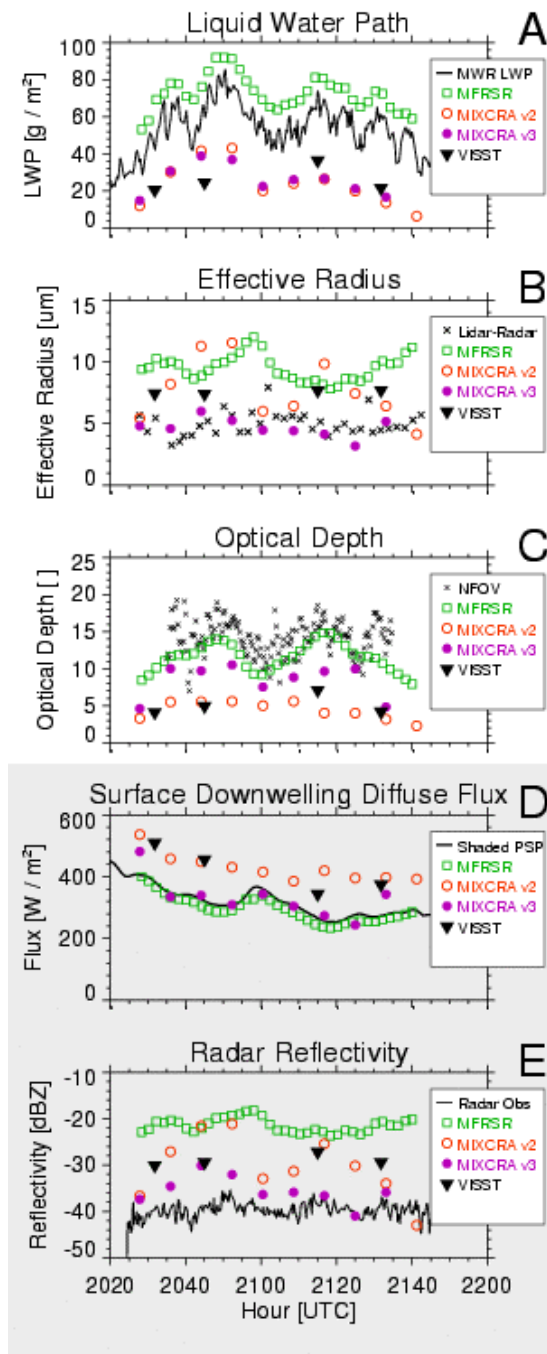 Liquid Water Path
A
100
80
60
40
20
0
LWP [g / m²]
MWR LWP
MFRSR
MIXCRA v2
MIXCRA v3
VISST
Effective Radius
B
15
10
5
0
Effective Radius [um]
Lidar-Radar
MFRSR
MIXCRA v2
MIXCRA v3
VISST
Optical Depth
C
25
20
15
10
5
0
Optical Depth []
NFOV
MFRSR
MIXCRA v2
MIXCRA v3
VISST
Surface Downwelling Diffuse Flux
D
600
400
200
0
Flux [W / m²]
Shaded PSP
MFRSR
MIXCRA v2
MIXCRA v3
VISST
Radar Reflectivity
E
-10
-20
-30
-40
-50
Reflectivity [dBZ]
Radar Obs
MFRSR
MIXCRA v2
MIXCRA v3
VISST
2020 2040 2100 2120 2140 2200
Hour [UTC]